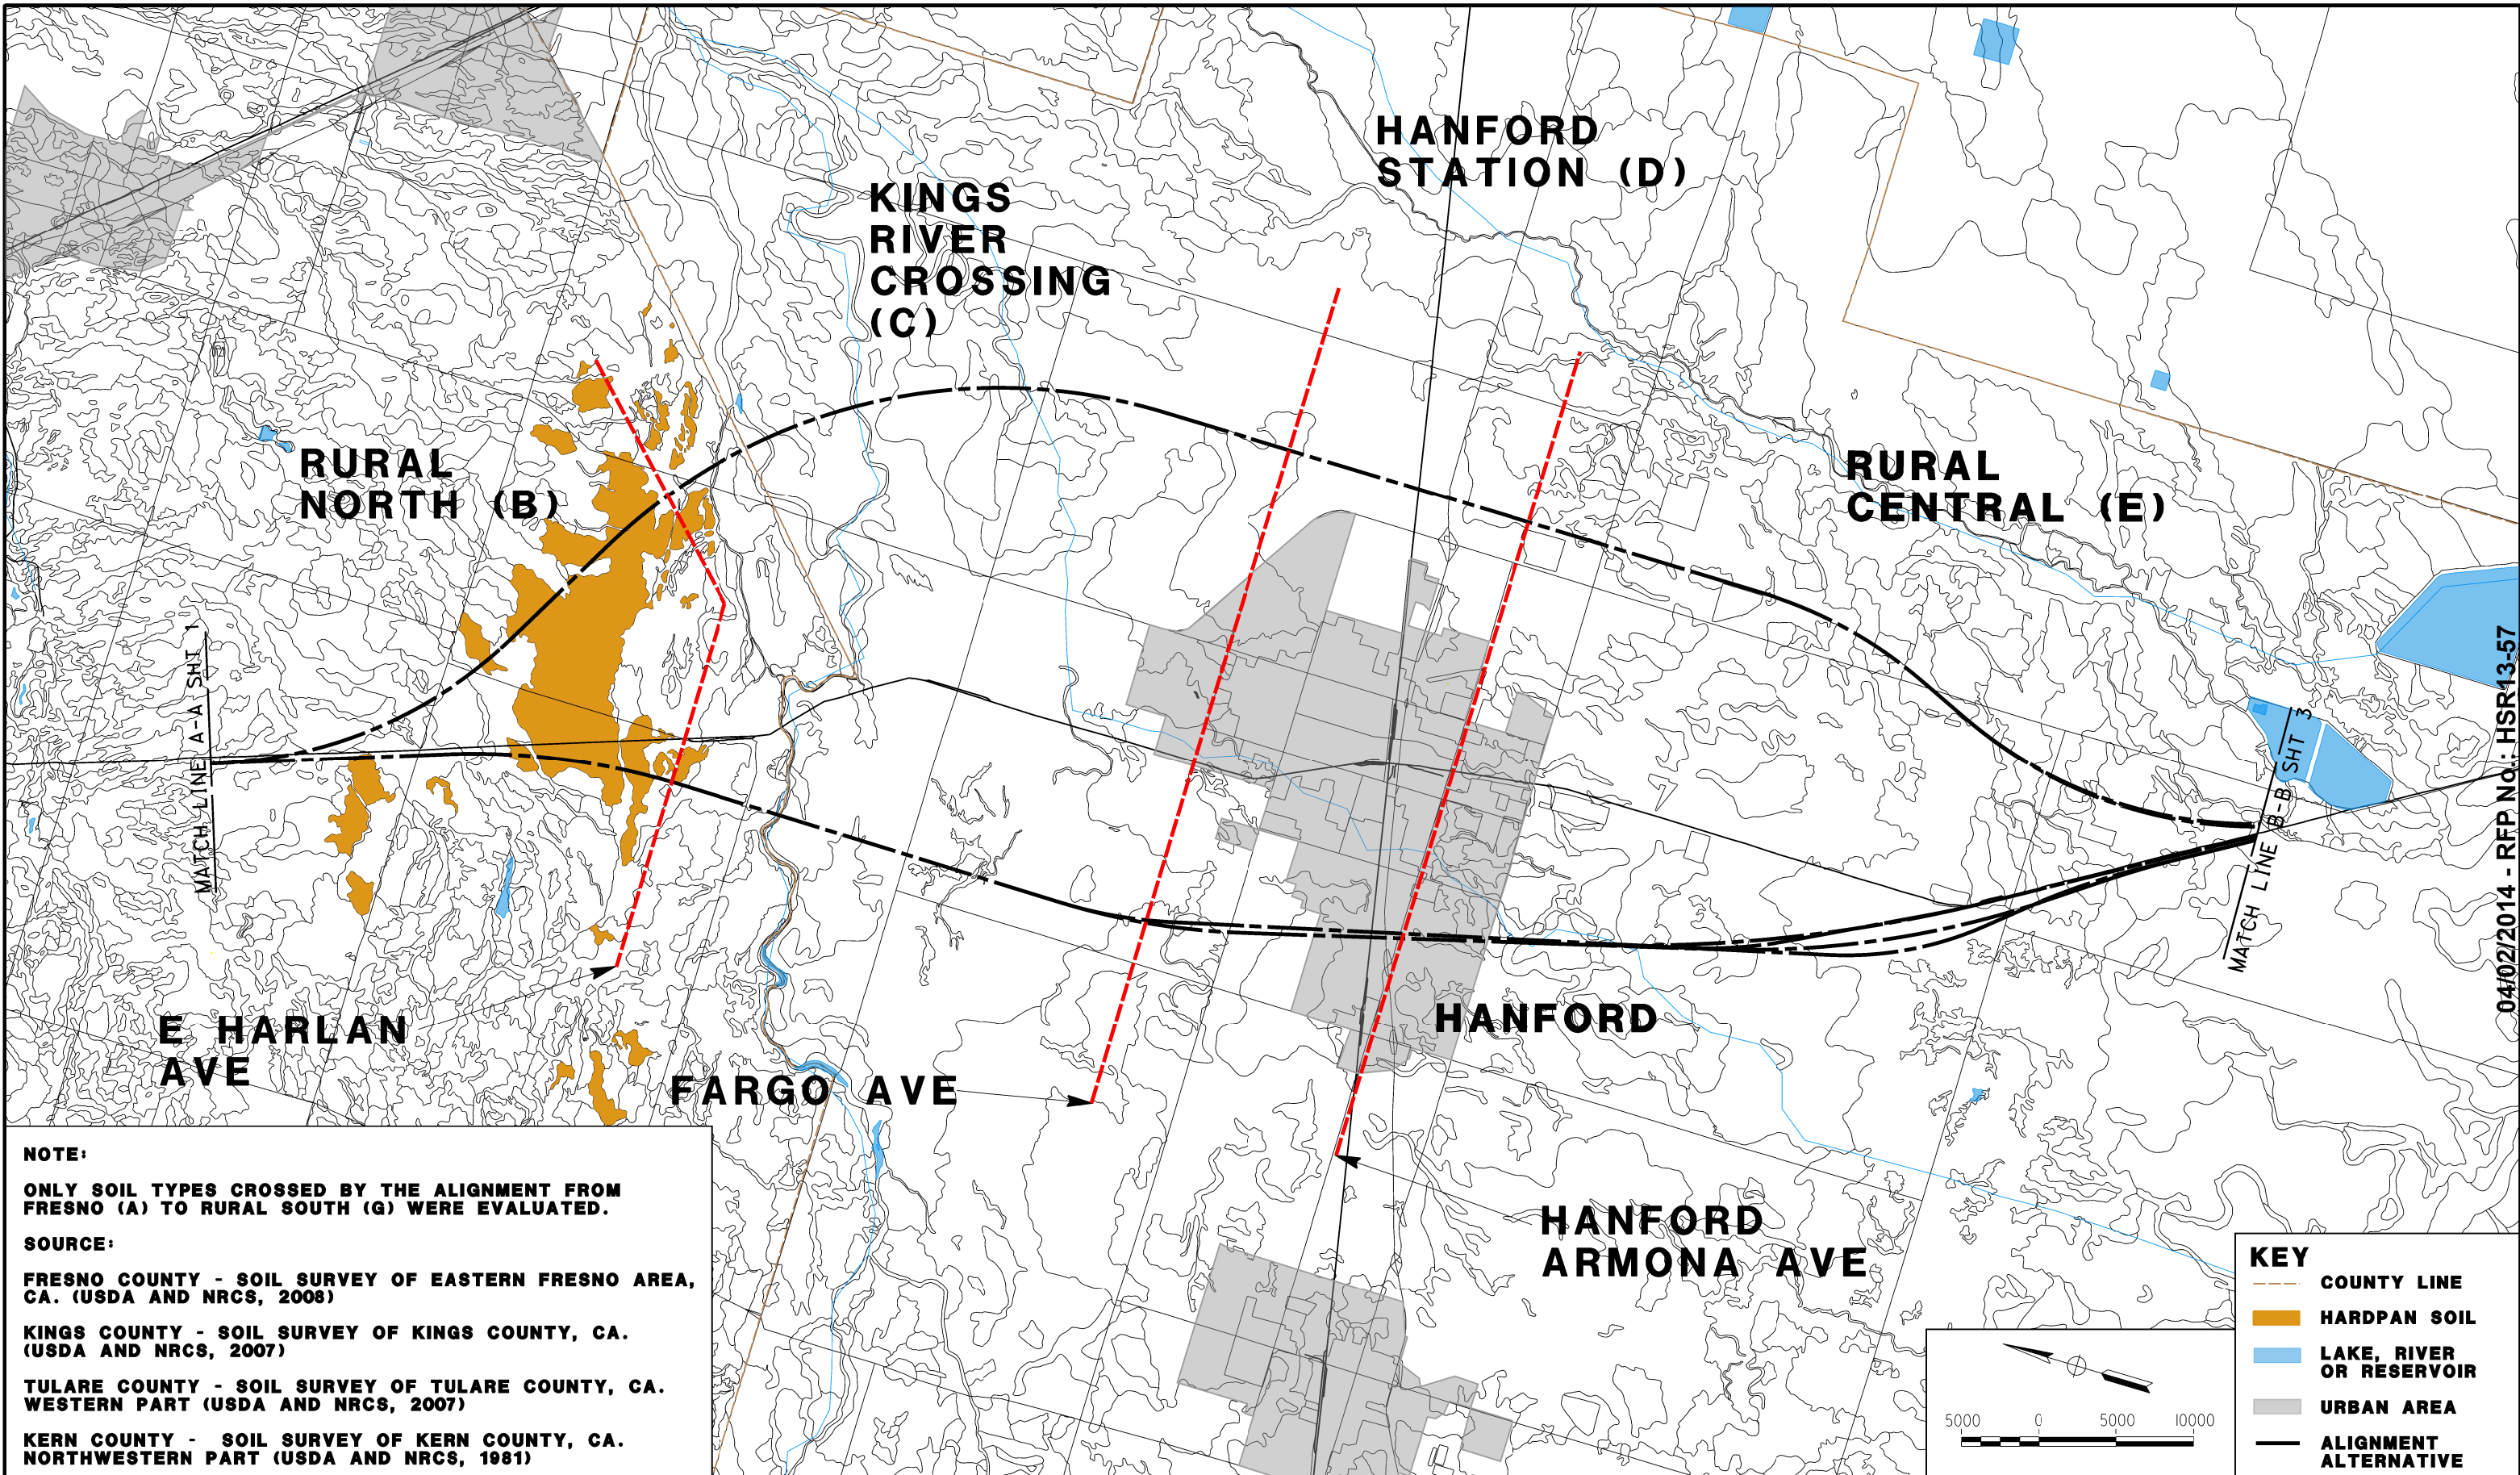 HANFORD
STATION (D)
KINGS
RIVER
CROSSING
(C)
RURAL
NORTH (B)
RURAL
CENTRAL (E)
MATCH LINE A-A SHT 1
MATCH LINE B-B SHT 3
04/02/2014 - RFP No.: HSR13-57
E HARLAN
AVE
FARGO AVE
HANFORD
HANFORD
ARMONA AVE
NOTE:
ONLY SOIL TYPES CROSSED BY THE ALIGNMENT FROM
FRESNO (A) TO RURAL SOUTH (G) WERE EVALUATED.
SOURCE:
FRESNO COUNTY - SOIL SURVEY OF EASTERN FRESNO AREA,
CA. (USDA AND NRCS, 2008)
KINGS COUNTY - SOIL SURVEY OF KINGS COUNTY, CA.
(USDA AND NRCS, 2007)
TULARE COUNTY - SOIL SURVEY OF TULARE COUNTY, CA.
WESTERN PART (USDA AND NRCS, 2007)
KERN COUNTY - SOIL SURVEY OF KERN COUNTY, CA.
NORTHWESTERN PART (USDA AND NRCS, 1981)
5000 0 5000 10000
KEY
COUNTY LINE
HARDPAN SOIL
LAKE, RIVER
OR RESERVOIR
URBAN AREA
ALIGNMENT
ALTERNATIVE